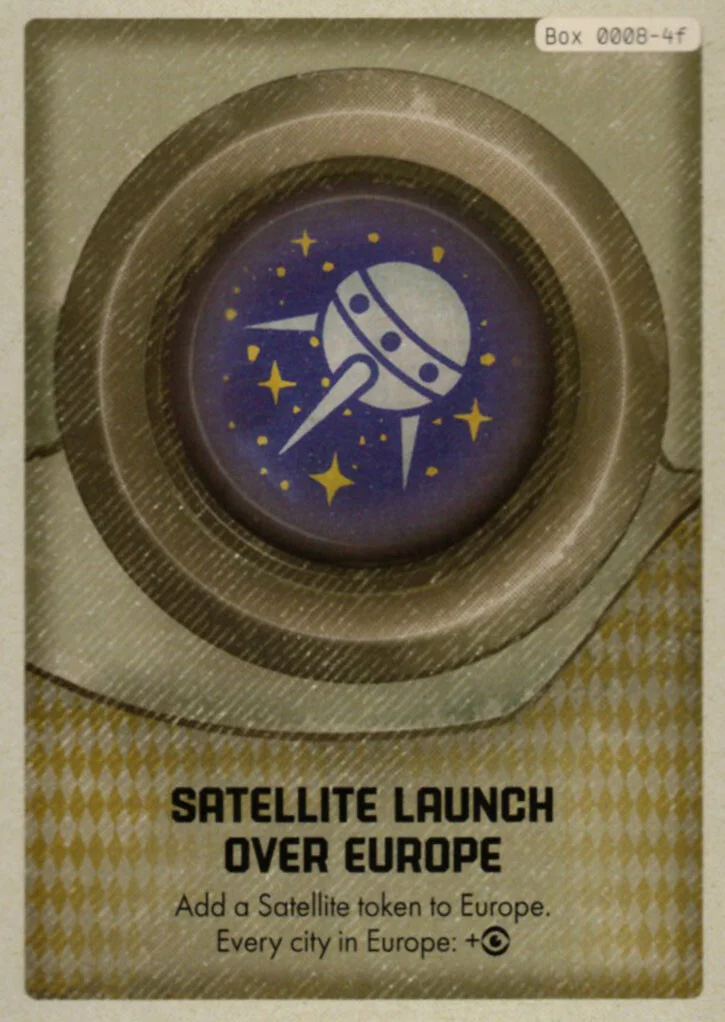 Box 0008-4f
SATELLITE LAUNCH
OVER EUROPE
Add a Satellite token to Europe.
Every city in Europe: +